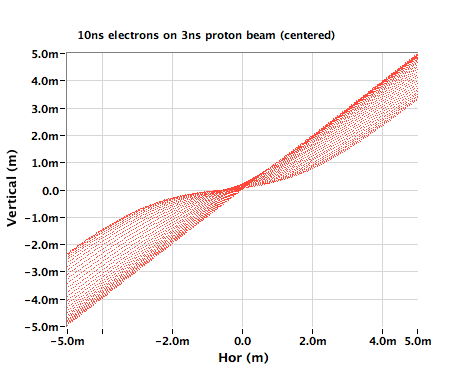 10ns electrons on 3ns proton beam (centered)
5.0m
4.0m
3.0m
2.0m
1.0m
0.0
-1.0m
-2.0m
-3.0m
-4.0m
-5.0m
Vertical (m)
-5.0m -2.0m 0.0 2.0m 4.0m 5.0m
Hor (m)